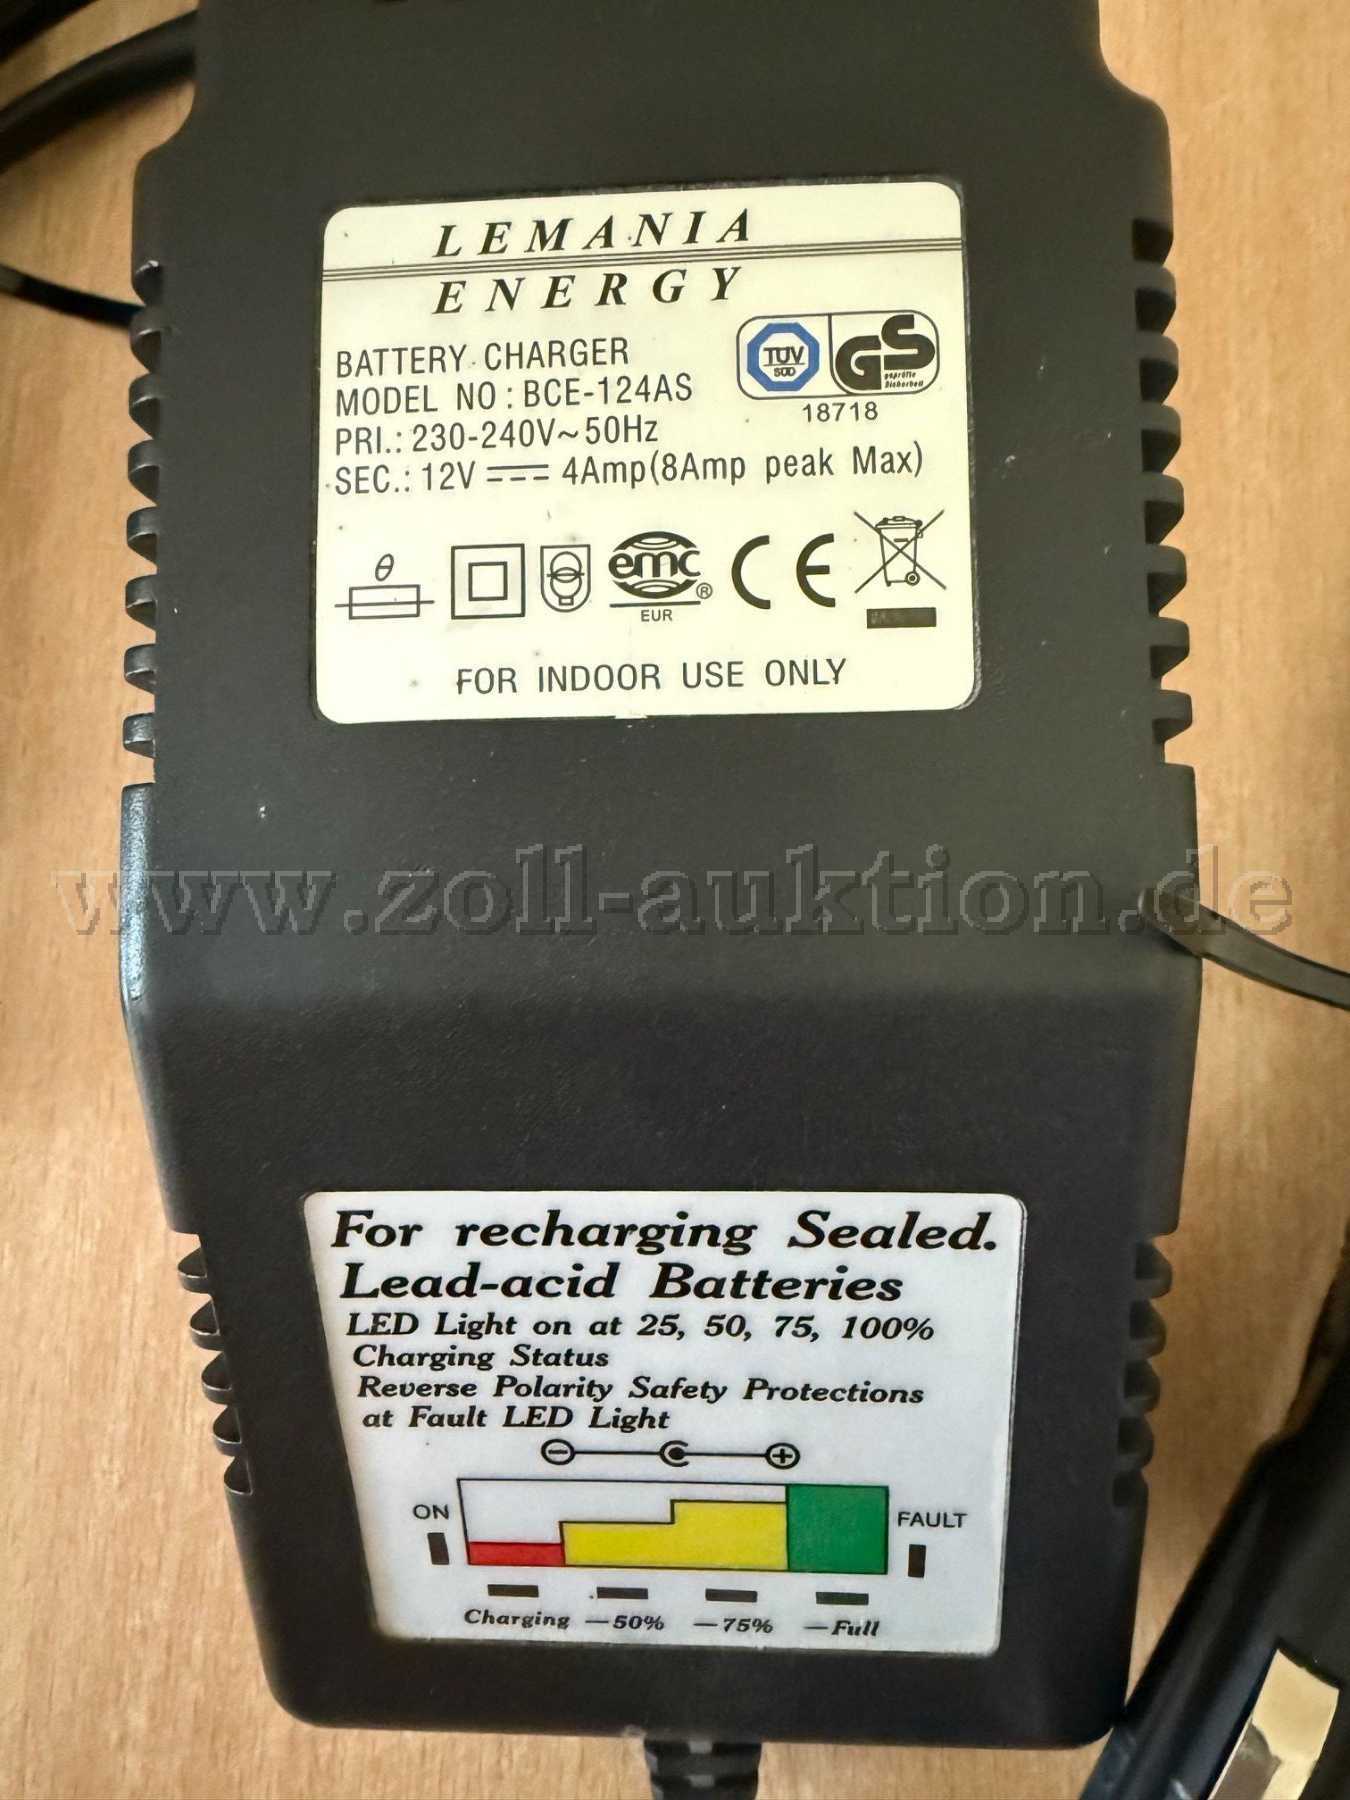 LEMANIA
ENERGY
BATTERY CHARGER
MODEL NO : BCE-124AS
PRI.: 230-240V~50Hz
SEC.: 12V ⎓ 4Amp(8Amp peak Max)
TÜV
SÜD
GS
geprüfte
Sicherheit
18718
θ
emc
®
EUR
CE
FOR INDOOR USE ONLY
www.zoll-auktion.de
For recharging Sealed.
Lead-acid Batteries
LED Light on at 25, 50, 75, 100%
Charging Status
Reverse Polarity Safety Protections
at Fault LED Light
ON
FAULT
Charging —50% —75% —Full